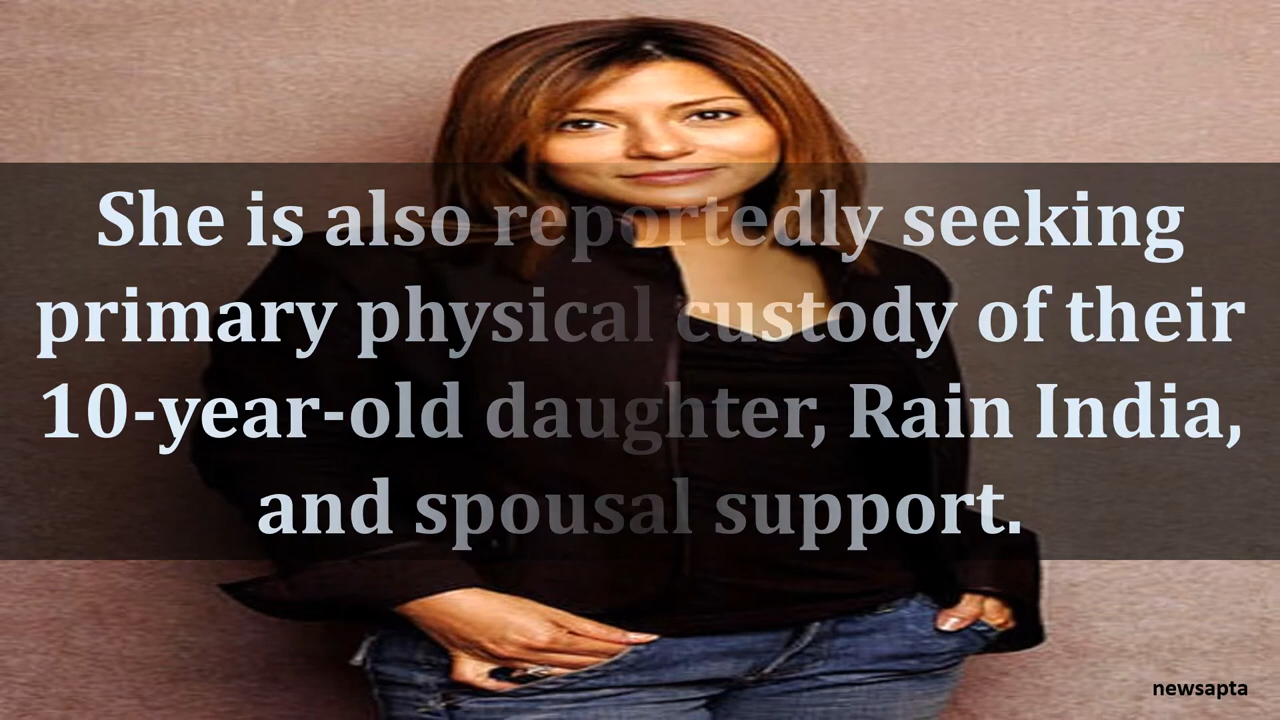 She is also reportedly seeking
primary physical custody of their
10-year-old daughter, Rain India,
and spousal support.
newsapta